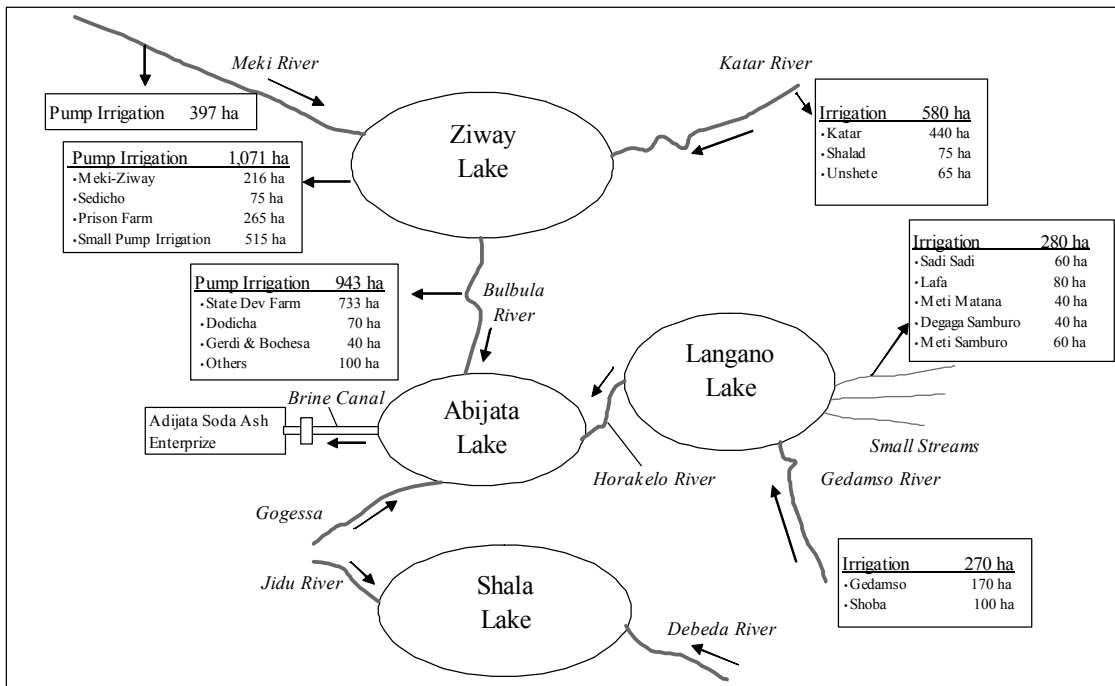 Meki River
Katar River
Pump Irrigation 397 ha
Ziway
Lake
Irrigation 580 ha
•Katar 440 ha
•Shalad 75 ha
•Unshete 65 ha
Pump Irrigation 1,071 ha
•Meki-Ziway 216 ha
•Sedicho 75 ha
•Prison Farm 265 ha
•Small Pump Irrigation 515 ha
Irrigation 280 ha
•Sadi Sadi 60 ha
•Lafa 80 ha
•Meti Matana 40 ha
•Degaga Samburo 40 ha
•Meti Samburo 60 ha
Pump Irrigation 943 ha
•State Dev Farm 733 ha
•Dodicha 70 ha
•Gerdi & Bochesa 40 ha
•Others 100 ha
Bulbula
River
Langano
Lake
Brine Canal
Adijata Soda Ash
Enterprize
Abijata
Lake
Small Streams
Horakelo River
Gedamso River
Gogessa
Irrigation 270 ha
•Gedamso 170 ha
•Shoba 100 ha
Jidu River
Shala
Lake
Debeda River